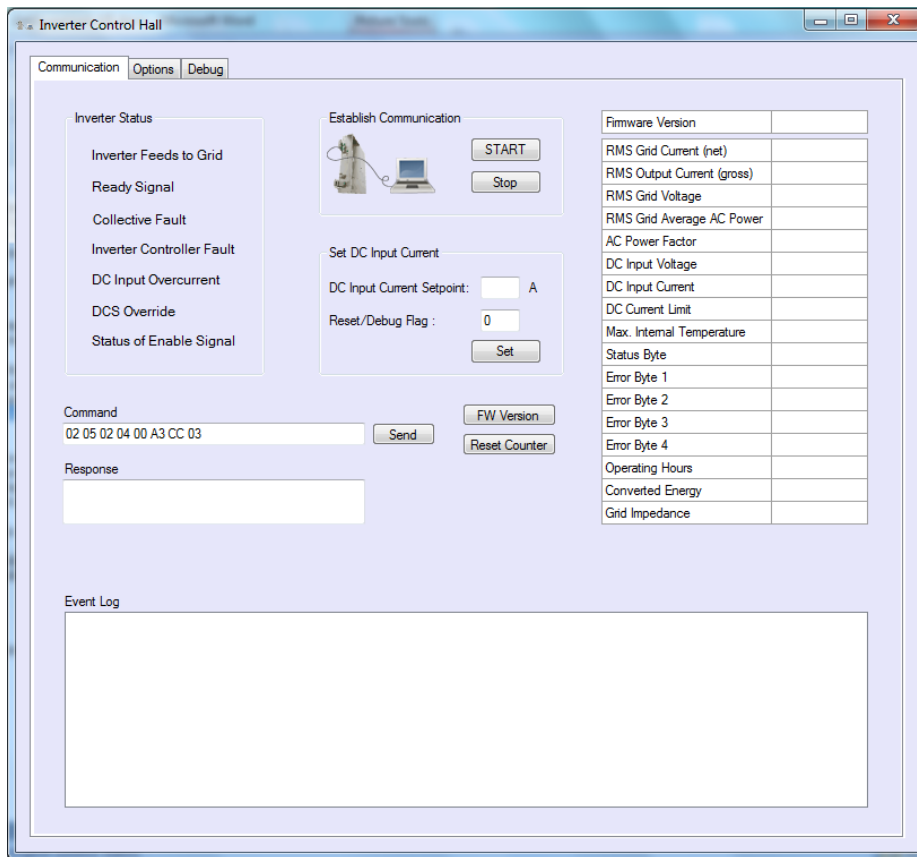 Inverter Control Hall
Communication Options Debug
Inverter Status
Inverter Feeds to Grid
Ready Signal
Collective Fault
Inverter Controller Fault
DC Input Overcurrent
DCS Override
Status of Enable Signal
Establish Communication
START
Stop
Set DC Input Current
DC Input Current Setpoint: A
Reset/Debug Flag : 0
Set
Firmware Version
RMS Grid Current (net)
RMS Output Current (gross)
RMS Grid Voltage
RMS Grid Average AC Power
AC Power Factor
DC Input Voltage
DC Input Current
DC Current Limit
Max. Internal Temperature
Status Byte
Error Byte 1
Error Byte 2
Error Byte 3
Error Byte 4
Operating Hours
Converted Energy
Grid Impedance
Command
02 05 02 04 00 A3 CC 03
Send
FW Version
Reset Counter
Response
Event Log